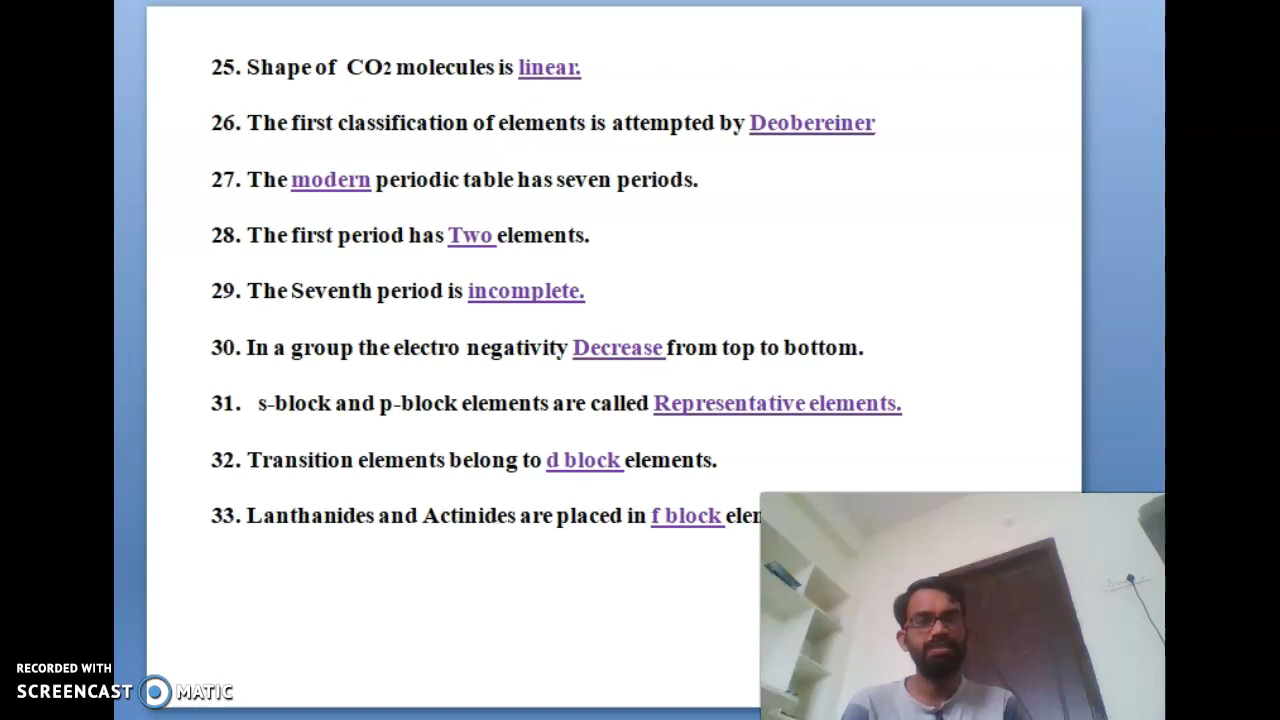 25. Shape of CO2 molecules is linear.
26. The first classification of elements is attempted by Deobereiner
27. The modern periodic table has seven periods.
28. The first period has Two elements.
29. The Seventh period is incomplete.
30. In a group the electro negativity Decrease from top to bottom.
31. s-block and p-block elements are called Representative elements.
32. Transition elements belong to d block elements.
33. Lanthanides and Actinides are placed in f block
RECORDED WITH
SCREENCAST MATIC